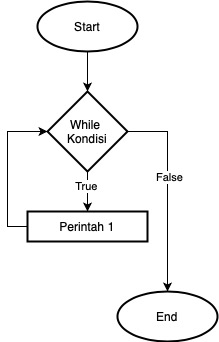 Start
While
Kondisi
True
False
Perintah 1
End